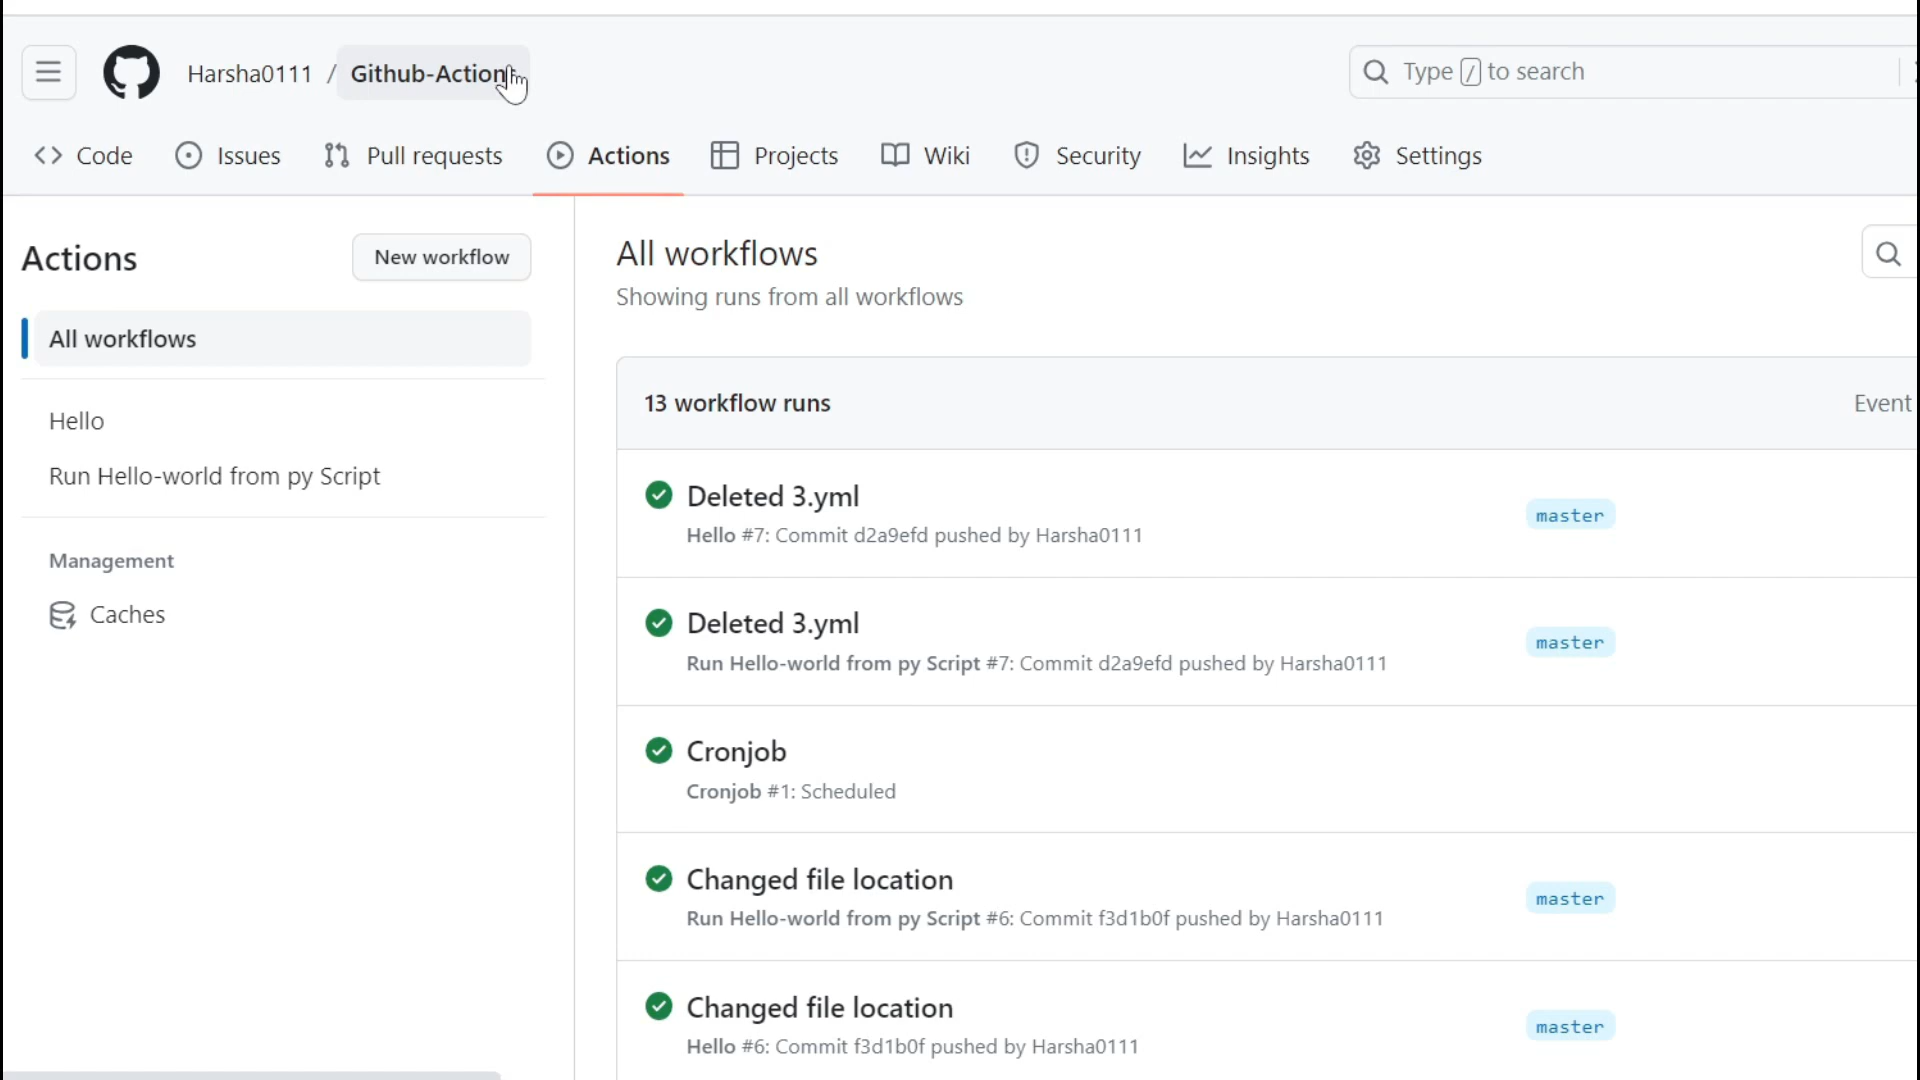 Harsha0111 / Github-Action
Type / to search
Code Issues Pull requests Actions Projects Wiki Security Insights Settings
Actions
New workflow
All workflows
Hello
Run Hello-world from py Script
Management
Caches
All workflows
Showing runs from all workflows
13 workflow runs
Event
Deleted 3.yml
master
Hello #7: Commit d2a9efd pushed by Harsha0111
Deleted 3.yml
master
Run Hello-world from py Script #7: Commit d2a9efd pushed by Harsha0111
Cronjob
Cronjob #1: Scheduled
Changed file location
master
Run Hello-world from py Script #6: Commit f3d1b0f pushed by Harsha0111
Changed file location
master
Hello #6: Commit f3d1b0f pushed by Harsha0111